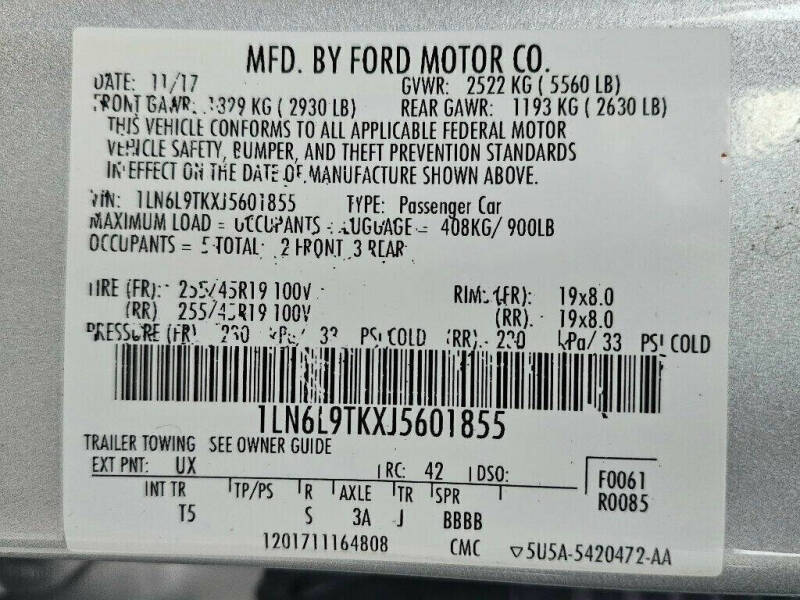 MFD. BY FORD MOTOR CO.
DATE: 11/17 GVWR: 2522 KG ( 5560 LB)
FRONT GAWR: 1329 KG ( 2930 LB) REAR GAWR: 1193 KG ( 2630 LB)
THIS VEHICLE CONFORMS TO ALL APPLICABLE FEDERAL MOTOR
VEHICLE SAFETY, BUMPER, AND THEFT PREVENTION STANDARDS
IN EFFECT ON THE DATE OF MANUFACTURE SHOWN ABOVE.
VIN: 1LN6L9TKXJ5601855 TYPE: Passenger Car
MAXIMUM LOAD = OCCUPANTS + LUGGAGE = 408KG/ 900LB
OCCUPANTS = 5 TOTAL: 2 FRONT 3 REAR
TIRE (FR): 255/45R19 100V RIM: (FR): 19x8.0
(RR) 255/45R19 100V (RR). 19x8.0
PRESSURE (FR) 230 kPa/ 33 PSI COLD (RR). 230 kPa/ 33 PSI COLD
1LN6L9TKXJ5601855
TRAILER TOWING SEE OWNER GUIDE
EXT PNT: UX RC: 42 DSO: F0061
INT TR TP/PS R AXLE TR SPR R0085
T5 S 3A J BBBB
1201711164808 CMC ▽5U5A-5420472-AA